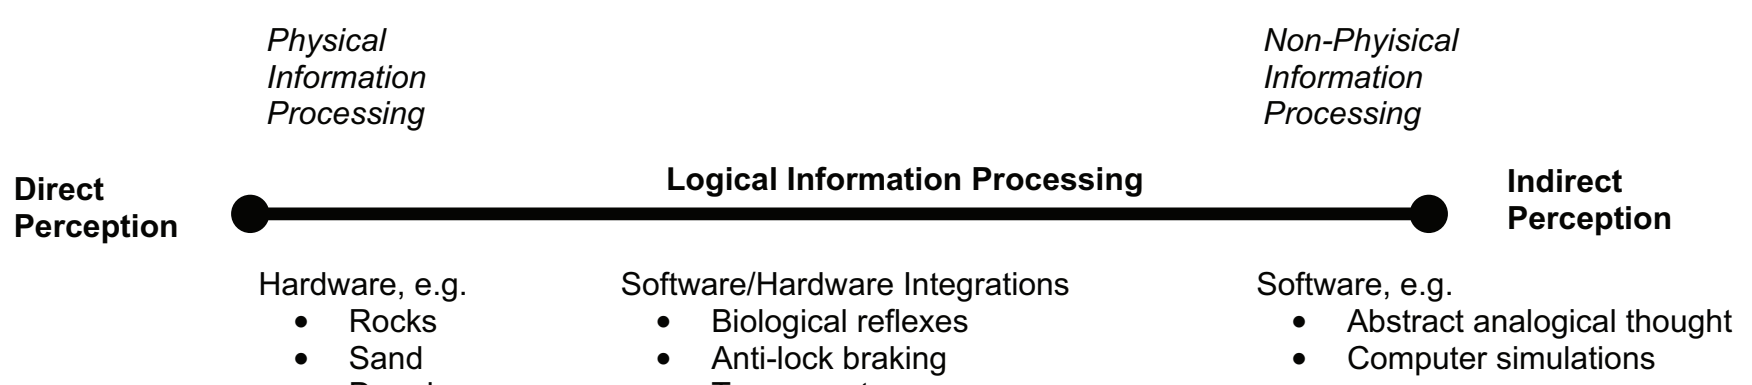 Physical
Information
Processing
Non-Phyisical
Information
Processing
Direct
Perception
Logical Information Processing
Indirect
Perception
Hardware, e.g.
• Rocks
• Sand
Software/Hardware Integrations
• Biological reflexes
• Anti-lock braking
Software, e.g.
• Abstract analogical thought
• Computer simulations